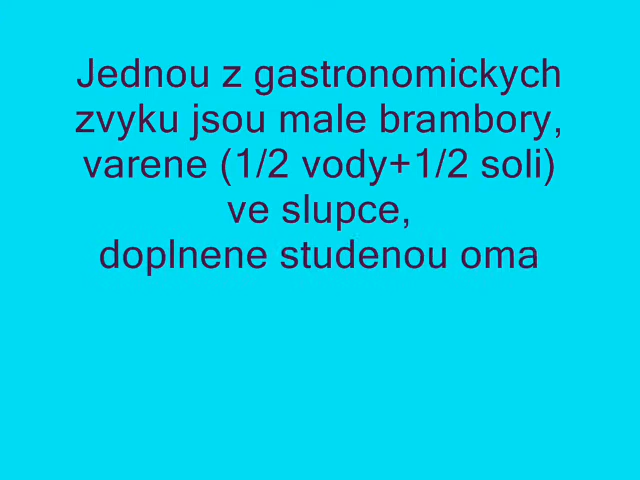 Jednou z gastronomickych
zvyku jsou male brambory,
varene (1/2 vody+1/2 soli)
ve slupce,
doplnene studenou oma